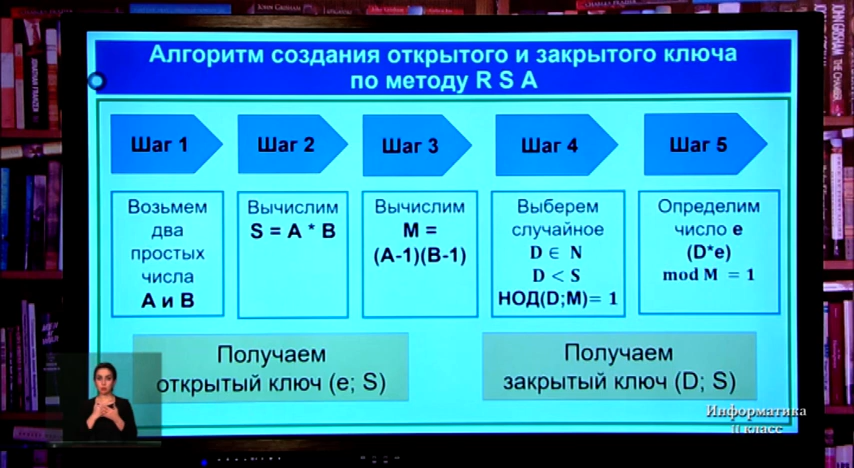 Алгоритм создания открытого и закрытого ключа
по методу R S A
Шаг 1
Шаг 2
Шаг 3
Шаг 4
Шаг 5
Возьмем
два
простых
числа
А и В
Вычислим
S = A * B
Вычислим
M =
(A-1)(B-1)
Выберем
случайное
D ∈ N
D < S
НОД(D;M)= 1
Определим
число e
(D*e)
mod M = 1
Получаем
открытый ключ (e; S)
Получаем
закрытый ключ (D; S)
Информатика
11 класс
JOHN GRISHAM